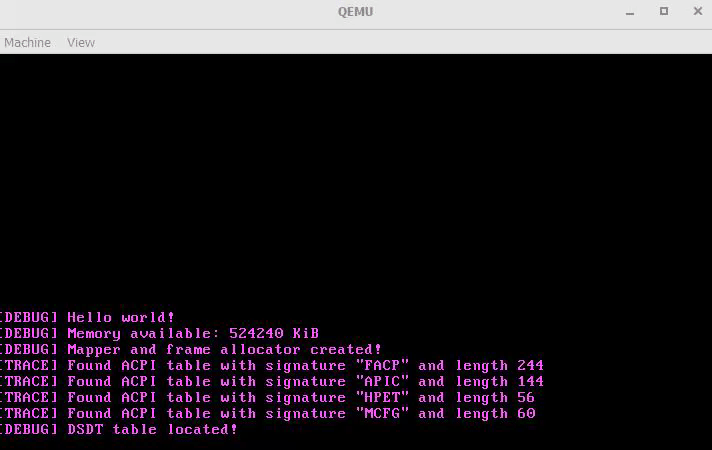 QEMU
Machine View
[DEBUG] Hello world!
[DEBUG] Memory available: 524240 KiB
[DEBUG] Mapper and frame allocator created!
[TRACE] Found ACPI table with signature "FACP" and length 244
[TRACE] Found ACPI table with signature "APIC" and length 144
[TRACE] Found ACPI table with signature "HPET" and length 56
[TRACE] Found ACPI table with signature "MCFG" and length 60
[DEBUG] DSDT table located!